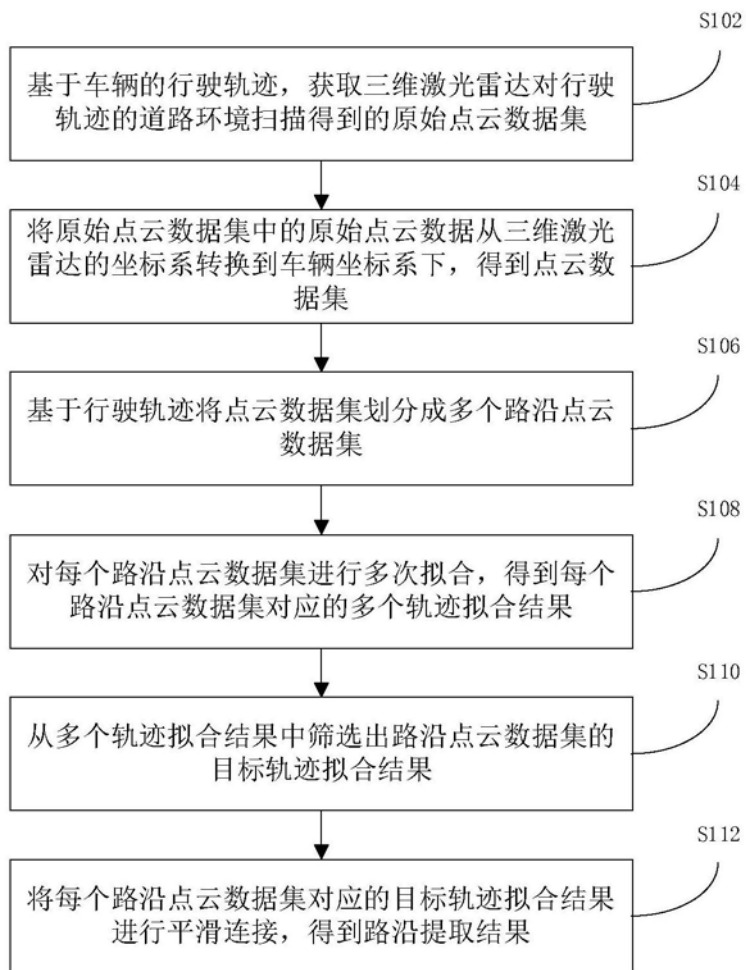 S102
基于车辆的行驶轨迹，获取三维激光雷达对行驶
轨迹的道路环境扫描得到的原始点云数据集
S104
将原始点云数据集中的原始点云数据从三维激光
雷达的坐标系转换到车辆坐标系下，得到点云数
据集
S106
基于行驶轨迹将点云数据集划分成多个路沿点云
数据集
S108
对每个路沿点云数据集进行多次拟合，得到每个
路沿点云数据集对应的多个轨迹拟合结果
S110
从多个轨迹拟合结果中筛选出路沿点云数据集的
目标轨迹拟合结果
S112
将每个路沿点云数据集对应的目标轨迹拟合结果
进行平滑连接，得到路沿提取结果